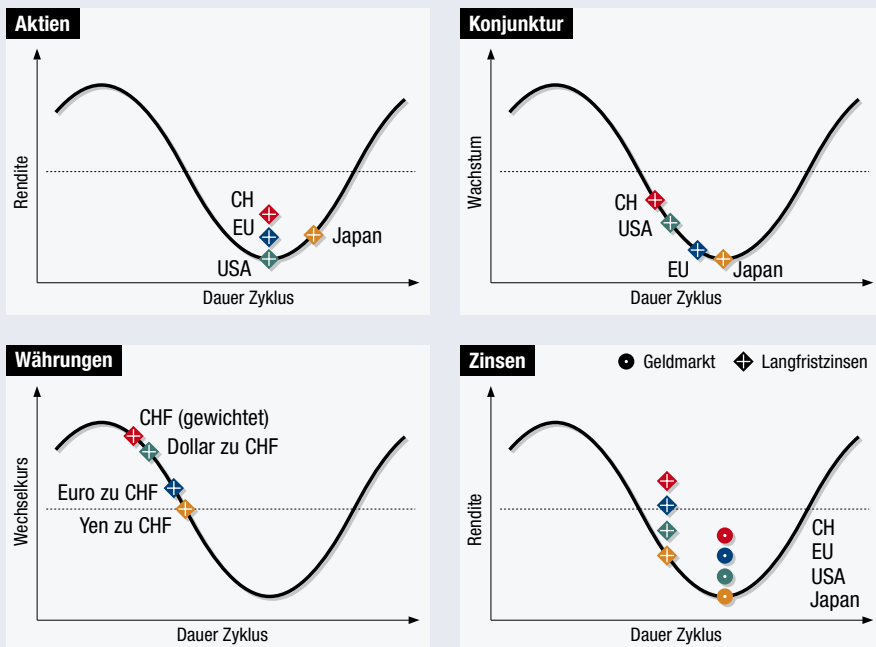 Aktien
Rendite
CH
EU
USA
Japan
Dauer Zyklus
Konjunktur
Wachstum
CH
USA
EU
Japan
Dauer Zyklus
Währungen
Wechselkurs
CHF (gewichtet)
Dollar zu CHF
Euro zu CHF
Yen zu CHF
Dauer Zyklus
Zinsen
Geldmarkt
Langfristzinsen
Rendite
CH
EU
USA
Japan
Dauer Zyklus